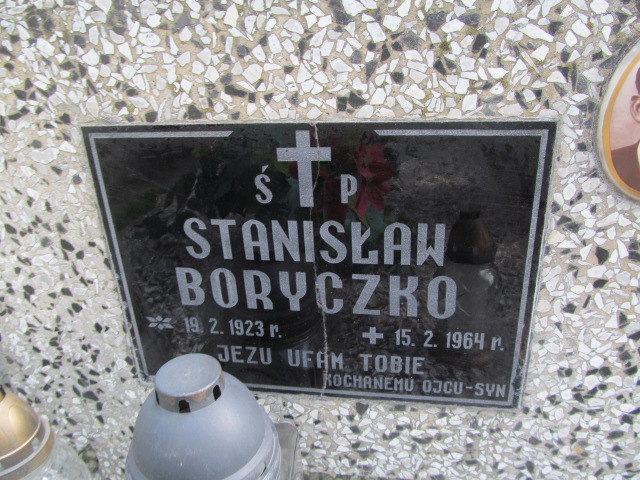 Ś P
STANISŁAW
BORYCZKO
19. 2. 1923 r. 15. 2. 1964 r.
JEZU UFAM TOBIE
KOCHANEMU OJCU-SYN